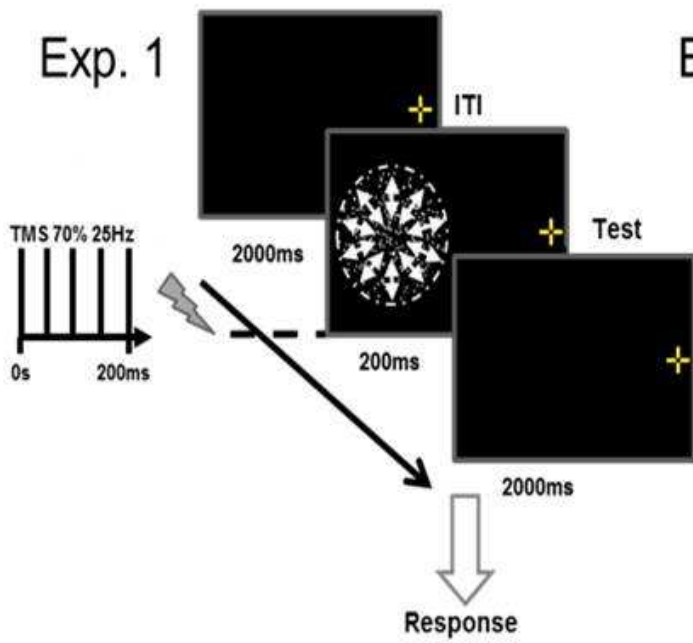 Exp. 1
E
ITI
TMS 70% 25Hz
Test
2000ms
200ms
0s
200ms
2000ms
Response